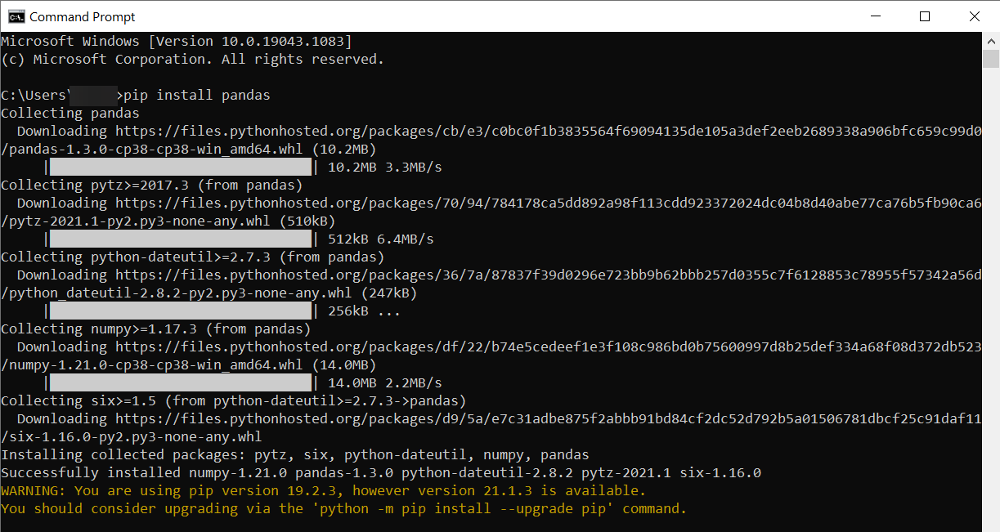 Command Prompt
Microsoft Windows [Version 10.0.19043.1083]
(c) Microsoft Corporation. All rights reserved.
C:\Users\ >pip install pandas
Collecting pandas
  Downloading https://files.pythonhosted.org/packages/cb/e3/c0bc0f1b3835564f69094135de105a3def2eeb2689338a906bfc659c99d0
/pandas-1.3.0-cp38-cp38-win_amd64.whl (10.2MB)
     | | 10.2MB 3.3MB/s
Collecting pytz>=2017.3 (from pandas)
  Downloading https://files.pythonhosted.org/packages/70/94/784178ca5dd892a98f113cdd923372024dc04b8d40abe77ca76b5fb90ca6
/pytz-2021.1-py2.py3-none-any.whl (510kB)
     | | 512kB 6.4MB/s
Collecting python-dateutil>=2.7.3 (from pandas)
  Downloading https://files.pythonhosted.org/packages/36/7a/87837f39d0296e723bb9b62bbb257d0355c7f6128853c78955f57342a56d
/python_dateutil-2.8.2-py2.py3-none-any.whl (247kB)
     | | 256kB ...
Collecting numpy>=1.17.3 (from pandas)
  Downloading https://files.pythonhosted.org/packages/df/22/b74e5cedeef1e3f108c986bd0b75600997d8b25def334a68f08d372db523
/numpy-1.21.0-cp38-cp38-win_amd64.whl (14.0MB)
     | | 14.0MB 2.2MB/s
Collecting six>=1.5 (from python-dateutil>=2.7.3->pandas)
  Downloading https://files.pythonhosted.org/packages/d9/5a/e7c31adbe875f2abbb91bd84cf2dc52d792b5a01506781dbcf25c91daf11
/six-1.16.0-py2.py3-none-any.whl
Installing collected packages: pytz, six, python-dateutil, numpy, pandas
Successfully installed numpy-1.21.0 pandas-1.3.0 python-dateutil-2.8.2 pytz-2021.1 six-1.16.0
WARNING: You are using pip version 19.2.3, however version 21.1.3 is available.
You should consider upgrading via the 'python -m pip install --upgrade pip' command.